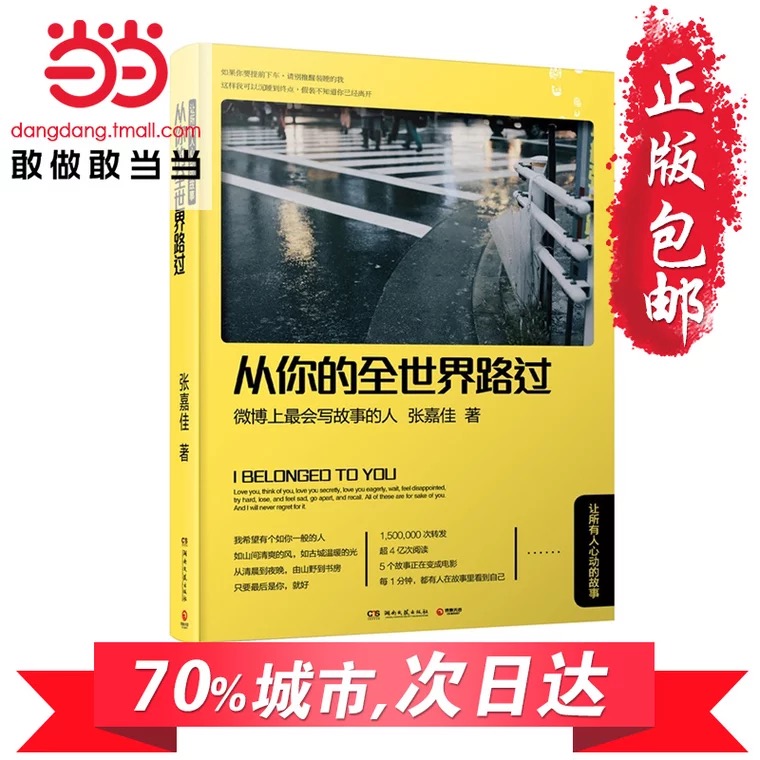 dangdang.tmall.com
敢做敢当当
正版包邮
如果你要提前下车，请别推醒装睡的我
这样我可以沉睡到终点，假装不知道你已经离开
从你的全世界路过
张嘉佳 著
从你的全世界路过
微博上最会写故事的人 张嘉佳 著
I BELONGED TO YOU
Love you, think of you, love you secretly, love you eagerly, wait, feel disappointed,
try hard, lose, and feel sad, go apart, and recall. All of these are for sake of you.
And I will never regret for it.
我希望有个如你一般的人
如山间清爽的风，如古城温暖的光
从清晨到夜晚，由山野到书房
只要最后是你，就好
1,500,000 次转发
超 4 亿次阅读
5 个故事正在变成电影
每 1 分钟，都有人在故事里看到自己
……
让所有人心动的故事
CS 湖南文艺出版社
博集天卷
70%城市,次日达